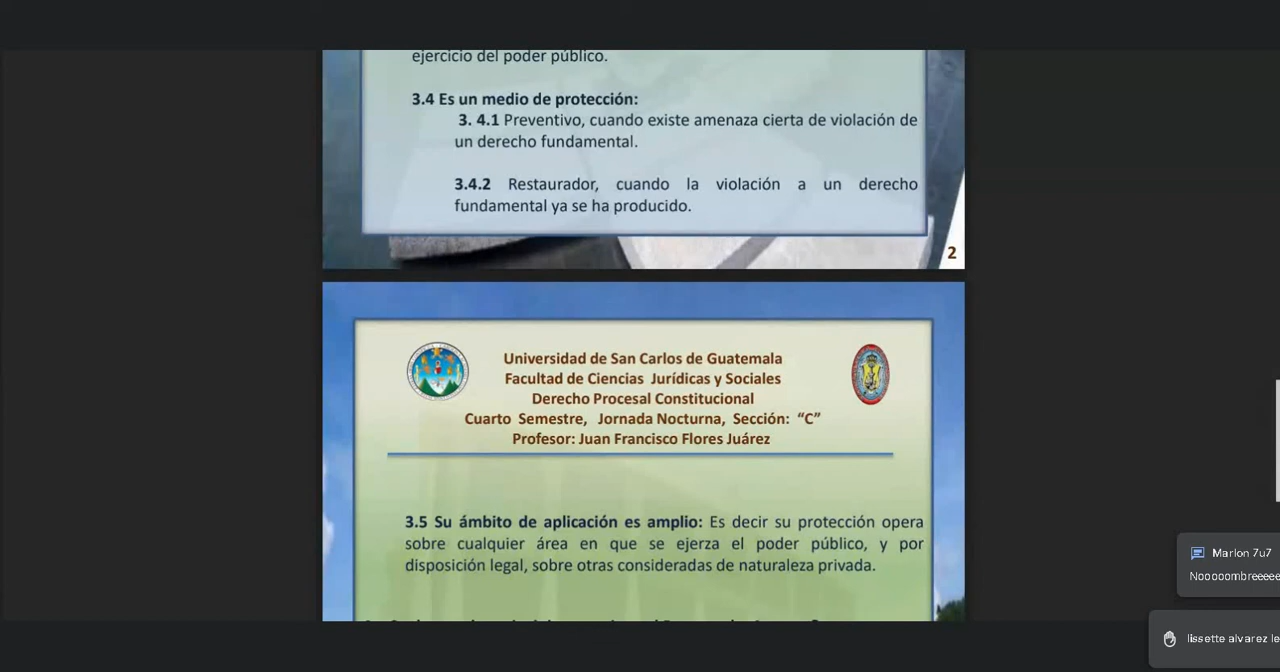 ejercicio del poder público.
3.4 Es un medio de protección:
3. 4.1 Preventivo, cuando existe amenaza cierta de violación de
un derecho fundamental.
3.4.2 Restaurador, cuando la violación a un derecho
fundamental ya se ha producido.
2
Universidad de San Carlos de Guatemala
Facultad de Ciencias Jurídicas y Sociales
Derecho Procesal Constitucional
Cuarto Semestre, Jornada Nocturna, Sección: “C”
Profesor: Juan Francisco Flores Juárez
3.5 Su ámbito de aplicación es amplio: Es decir su protección opera
sobre cualquier área en que se ejerza el poder público, y por
disposición legal, sobre otras consideradas de naturaleza privada.
Marlon 7u7
Nooooombreeeee
lissette alvarez le